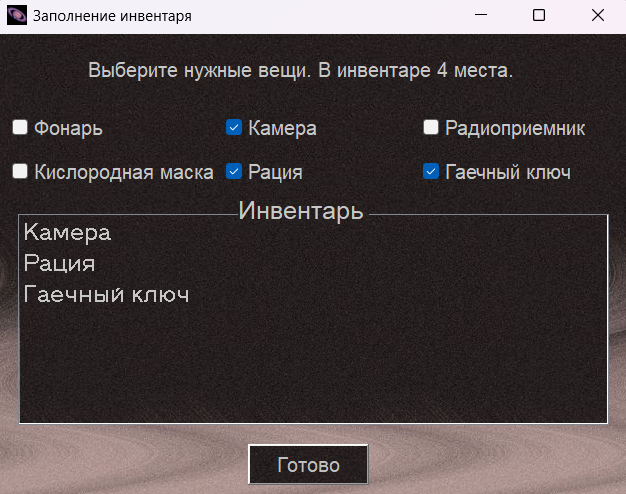 Заполнение инвентаря
Выберите нужные вещи. В инвентаре 4 места.
Фонарь Камера Радиоприемник
Кислородная маска Рация Гаечный ключ
Инвентарь
Камера
Рация
Гаечный ключ
Готово